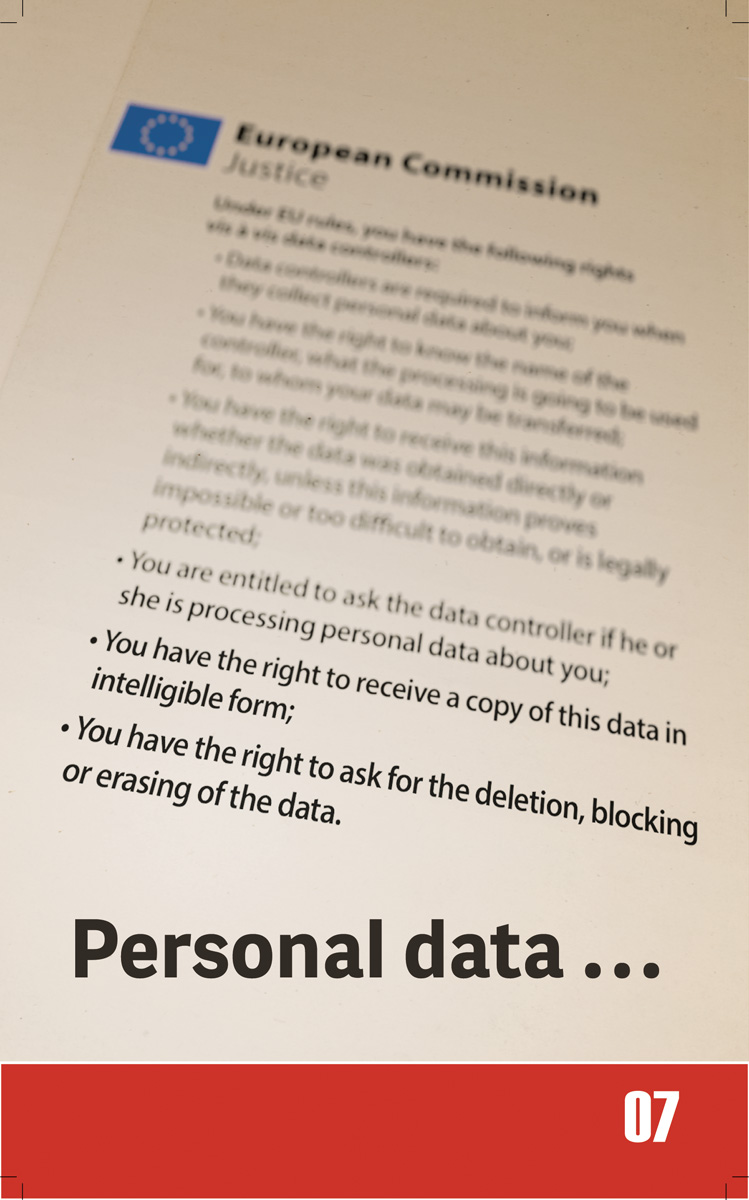 European Commission
Justice
Under EU rules, you have the following rights
vis à vis data controllers:
• Data controllers are required to inform you when
they collect personal data about you;
• You have the right to know the name of the
controller, what the processing is going to be used
for, to whom your data may be transferred;
• You have the right to receive this information
whether the data was obtained directly or
indirectly, unless this information proves
impossible or too difficult to obtain, or is legally
protected;
• You are entitled to ask the data controller if he or
she is processing personal data about you;
• You have the right to receive a copy of this data in
intelligible form;
• You have the right to ask for the deletion, blocking
or erasing of the data.
Personal data ...
07